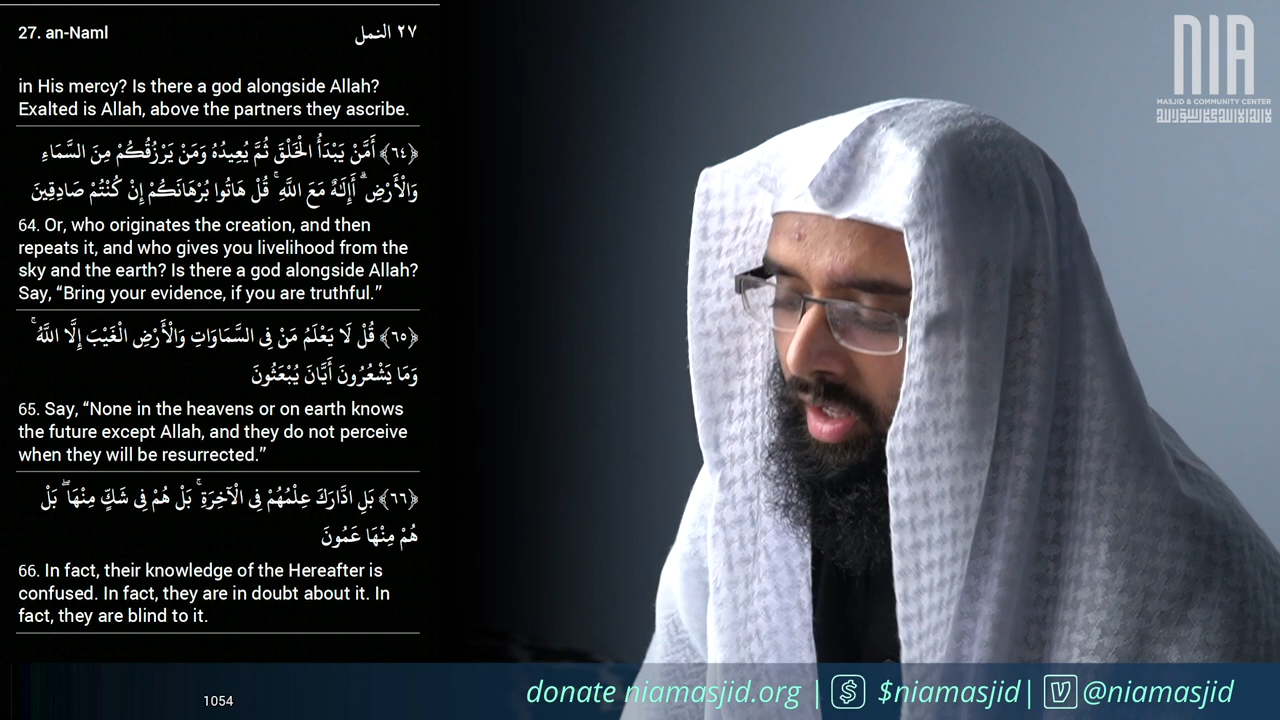 27. an-Naml
٢٧ النمل
in His mercy? Is there a god alongside Allah?
Exalted is Allah, above the partners they ascribe.
﴿٦٤﴾ أَمَّنْ يَبْدَأُ الْخَلْقَ ثُمَّ يُعِيدُهُ وَمَنْ يَرْزُقُكُمْ مِنَ السَّمَاءِ
وَالْأَرْضِ ۗ أَإِلَٰهٌ مَعَ اللَّهِ ۚ قُلْ هَاتُوا بُرْهَانَكُمْ إِنْ كُنْتُمْ صَادِقِينَ
64. Or, who originates the creation, and then
repeats it, and who gives you livelihood from the
sky and the earth? Is there a god alongside Allah?
Say, “Bring your evidence, if you are truthful.”
﴿٦٥﴾ قُلْ لَا يَعْلَمُ مَنْ فِي السَّمَاوَاتِ وَالْأَرْضِ الْغَيْبَ إِلَّا اللَّهُ ۚ
وَمَا يَشْعُرُونَ أَيَّانَ يُبْعَثُونَ
65. Say, “None in the heavens or on earth knows
the future except Allah, and they do not perceive
when they will be resurrected.”
﴿٦٦﴾ بَلِ ادَّارَكَ عِلْمُهُمْ فِي الْآخِرَةِ ۚ بَلْ هُمْ فِي شَكٍّ مِنْهَا ۖ بَلْ
هُمْ مِنْهَا عَمُونَ
66. In fact, their knowledge of the Hereafter is
confused. In fact, they are in doubt about it. In
fact, they are blind to it.
1054
NIA
MASJID & COMMUNITY CENTER
donate niamasjid.org | $ $niamasjid | V @niamasjid